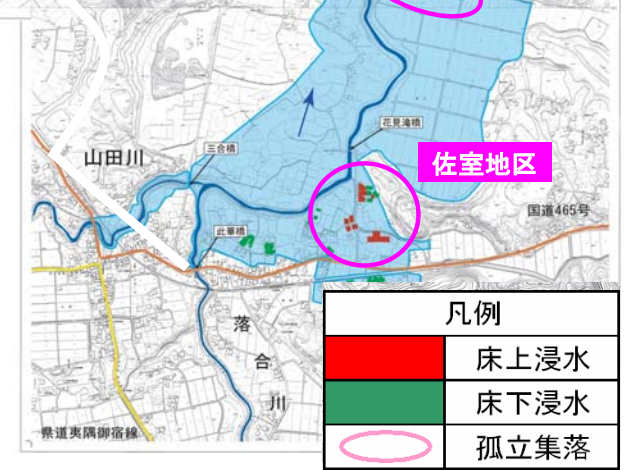 花見滝橋
三合橋
山田川
佐室地区
国道465号
此華橋
落合川
県道夷隅御宿線
凡例
床上浸水
床下浸水
孤立集落